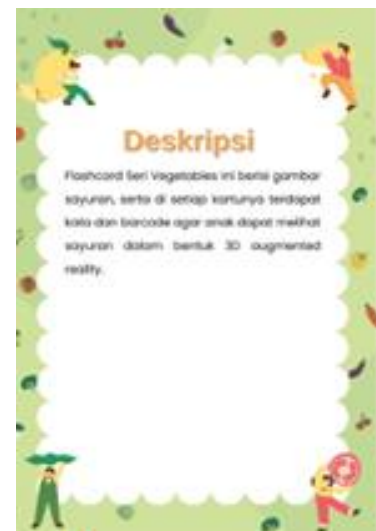 Deskripsi
Flashcard Seri Vegetables ini berisi gambar
sayuran, serta di setiap kartunya terdapat
kata dan barcode agar anak dapat melihat
sayuran dalam bentuk 3D augmented
reality.